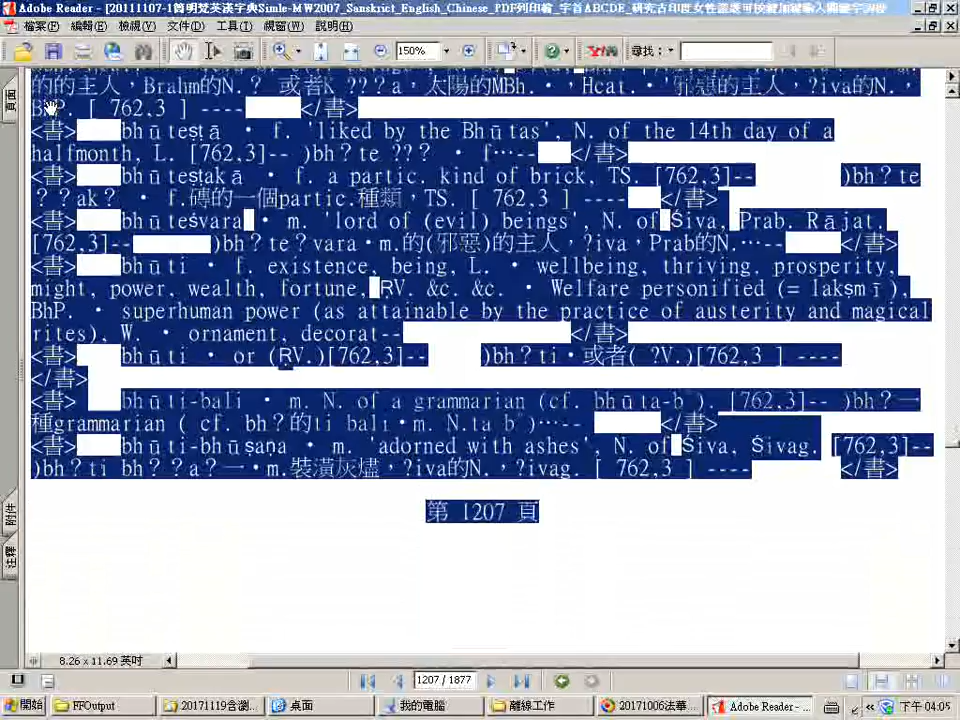 Adobe Reader - [20111107-1簡明梵英漢字典Simle-MW2007_Sanskrict_English_Chinese_PDF列印檔_字首ABCDE_研究古印度女性議題可按鍵加鍵輸入關鍵字詞搜
檔案(F) 編輯(E) 檢視(V) 文件(D) 工具(T) 視窗(W) 說明(H)
150% 尋找：
的的主人，Brahm的N.？ 或者K ???a，太陽的MBh.‧，Hcat.‧'邪惡的主人，?iva的N.，
BhP. [ 762,3 ] ---- </書>
<書> bhūteṣṭā ‧ f. 'liked by the Bhūtas', N. of the 14th day of a
halfmonth, L. [762,3]-- )bh？te ??？ ‧ f…-- </書>
<書> bhūteṣṭakā ‧ f. a partic. kind of brick, TS. [762,3]-- )bh？te
？？ak？ ‧ f.磚的一個partic.種類，TS. [ 762,3 ] ---- </書>
<書> bhūteśvara ‧ m. 'lord of (evil) beings', N. of Śiva, Prab. Rājat.
[762,3]-- )bh？te？vara‧m.的(邪惡)的主人，?iva，Prab的N.…-- </書>
<書> bhūti ‧ f. existence, being, L. ‧ wellbeing, thriving. prosperity,
might, power, wealth, fortune, ṚV. &c. &c. ‧ Welfare personified (= lakṣmī),
BhP. ‧ superhuman power (as attainable by the practice of austerity and magical
rites), W. ‧ ornament, decorat-- </書>
<書> bhūti ‧ or (ṚV.)[762,3]-- )bh？ti‧或者( ?V.)[762,3 ] ----
</書>
<書> bhūti-bali ‧ m. N. of a grammarian (cf. bhūta-b˚). [762,3]-- )bh？一
種grammarian ( cf. bh？的ti bali‧m. N.ta b˚)…-- </書>
<書> bhūti-bhūṣaṇa ‧ m. 'adorned with ashes', N. of Śiva, Śivag. [762,3]--
)bh？ti bh？？a？一‧m.裝潢灰燼，?iva的N.，?ivag. [ 762,3 ] ---- </書>
第 1207 頁
頁面
附件
注釋
8.26 x 11.69 英吋
1207 / 1877
開始 FFOutput 20171119含瀏... 桌面 我的電腦 離線工作 20171006法華... Adobe Reader - ... 下午 04:05